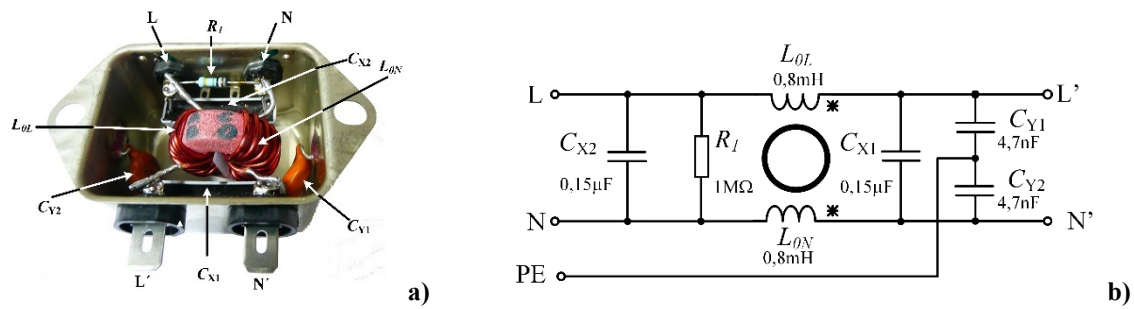 L
R1
N
CX2
L0N
L0L
CY2
CY1
L´
CX1
N´
a)
L0L
0,8mH
L
L’
CX2
0,15µF
R1
1MΩ
CX1
0,15µF
CY1
4,7nF
CY2
4,7nF
N
N’
L0N
0,8mH
PE
b)